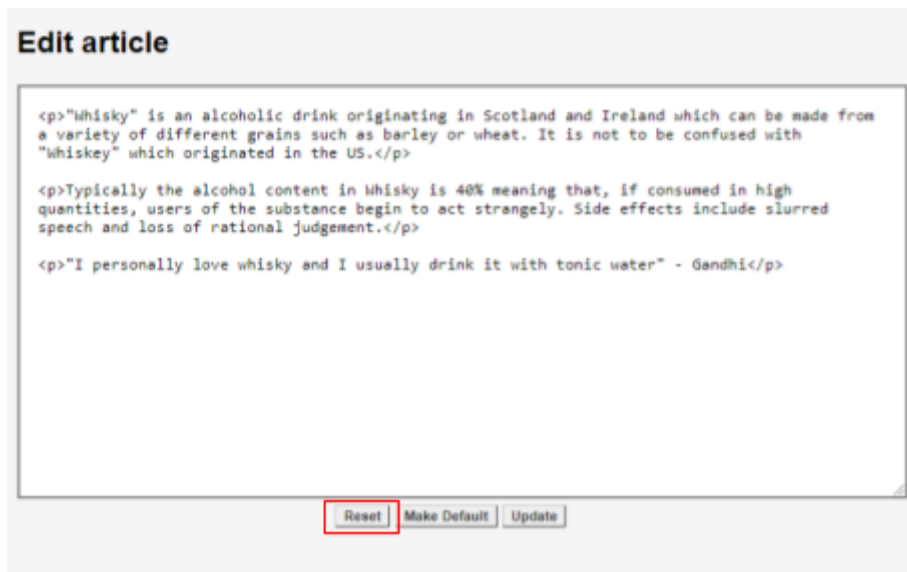 Edit article
<p>"Whisky" is an alcoholic drink originating in Scotland and Ireland which can be made from
a variety of different grains such as barley or wheat. It is not to be confused with
"Whiskey" which originated in the US.</p>
<p>Typically the alcohol content in Whisky is 40% meaning that, if consumed in high
quantities, users of the substance begin to act strangely. Side effects include slurred
speech and loss of rational judgement.</p>
<p>"I personally love whisky and I usually drink it with tonic water" - Gandhi</p>
Reset Make Default Update